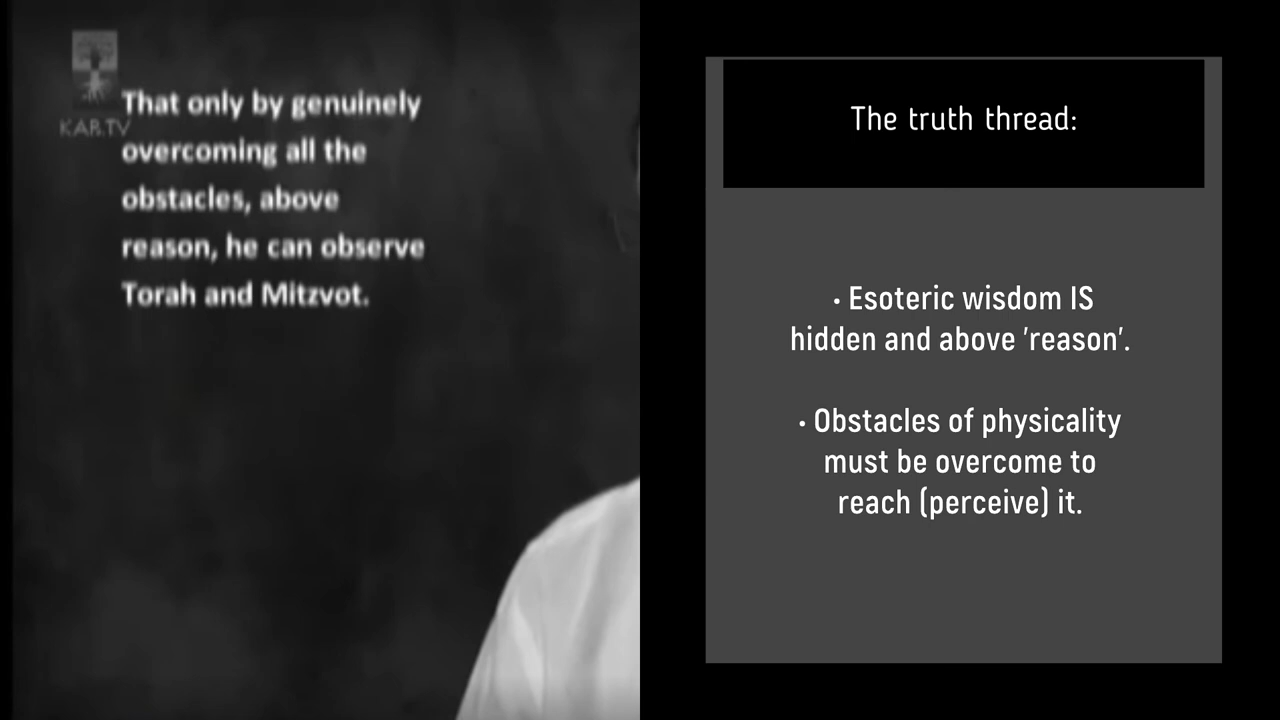 KAB.TV
That only by genuinely
overcoming all the
obstacles, above
reason, he can observe
Torah and Mitzvot.
The truth thread:
• Esoteric wisdom IS
hidden and above 'reason'.
• Obstacles of physicality
must be overcome to
reach (perceive) it.